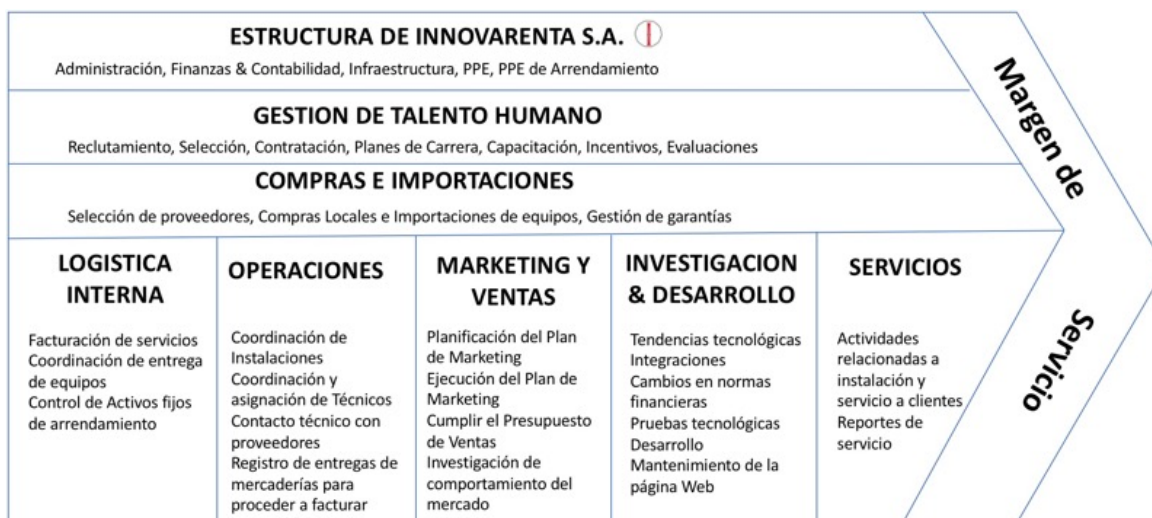 ESTRUCTURA DE INNOVARENTA S.A.
Administración, Finanzas & Contabilidad, Infraestructura, PPE, PPE de Arrendamiento
GESTION DE TALENTO HUMANO
Reclutamiento, Selección, Contratación, Planes de Carrera, Capacitación, Incentivos, Evaluaciones
COMPRAS E IMPORTACIONES
Selección de proveedores, Compras Locales e Importaciones de equipos, Gestión de garantías
LOGISTICA
INTERNA
Facturación de servicios
Coordinación de entrega
de equipos
Control de Activos fijos
de arrendamiento
OPERACIONES
Coordinación de
Instalaciones
Coordinación y
asignación de Técnicos
Contacto técnico con
proveedores
Registro de entregas de
mercaderías para
proceder a facturar
MARKETING Y
VENTAS
Planificación del Plan
de Marketing
Ejecución del Plan de
Marketing
Cumplir el Presupuesto
de Ventas
Investigación de
comportamiento del
mercado
INVESTIGACION
& DESARROLLO
Tendencias tecnológicas
Integraciones
Cambios en normas
financieras
Pruebas tecnológicas
Desarrollo
Mantenimiento de la
página Web
SERVICIOS
Actividades
relacionadas a
instalación y
servicio a clientes
Reportes de
servicio
Margen de
Servicio